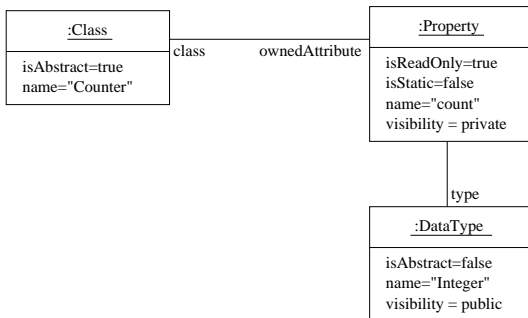 :Class
isAbstract=true
name="Counter"
class
ownedAttribute
:Property
isReadOnly=true
isStatic=false
name="count"
visibility = private
type
:DataType
isAbstract=false
name="Integer"
visibility = public